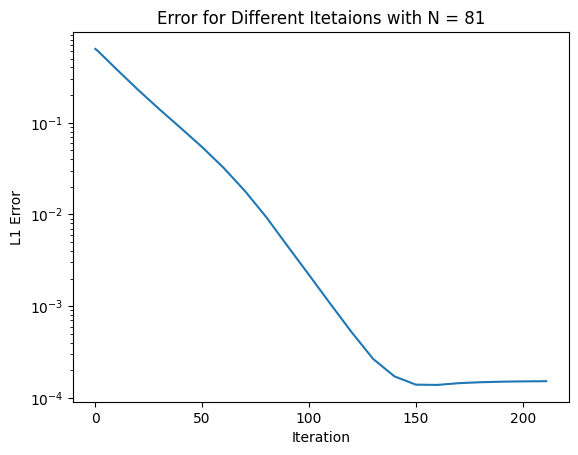 Error for Different Itetaions with N = 81
10⁻¹
10⁻²
10⁻³
10⁻⁴
L1 Error
0 50 100 150 200
Iteration